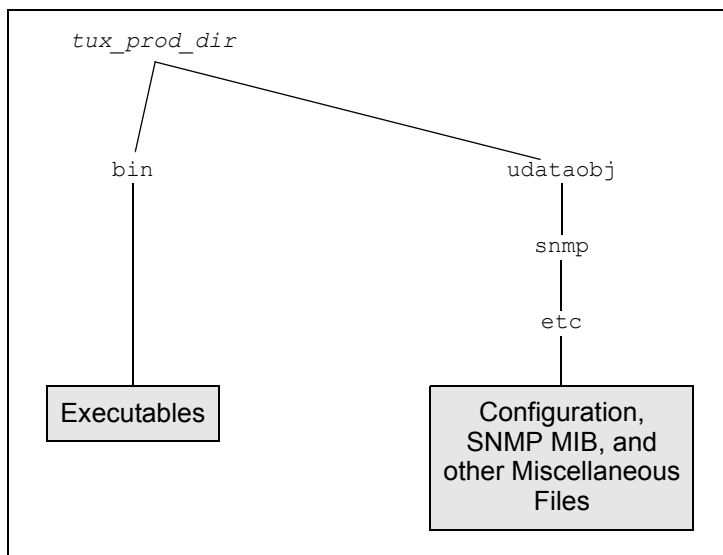 tux_prod_dir
bin
udataobj
snmp
etc
Executables
Configuration,
SNMP MIB, and
other Miscellaneous
Files